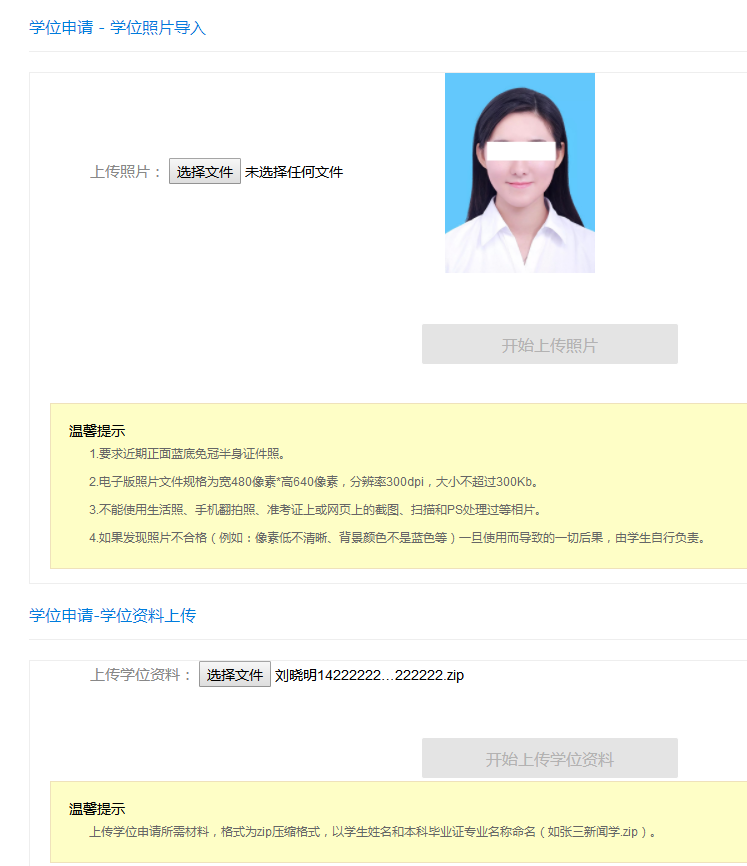 学位申请 - 学位照片导入
上传照片： 选择文件 未选择任何文件
开始上传照片
温馨提示
1.要求近期正面蓝底免冠半身证件照。
2.电子版照片文件规格为宽480像素*高640像素，分辨率300dpi，大小不超过300Kb。
3.不能使用生活照、手机翻拍照、准考证上或网页上的截图、扫描和PS处理过等相片。
4.如果发现照片不合格（例如：像素低不清晰、背景颜色不是蓝色等）一旦使用而导致的一切后果，由学生自行负责。
学位申请-学位资料上传
上传学位资料： 选择文件 刘晓明14222222…222222.zip
开始上传学位资料
温馨提示
上传学位申请所需材料，格式为zip压缩格式，以学生姓名和本科毕业证专业名称命名（如张三新闻学.zip）。